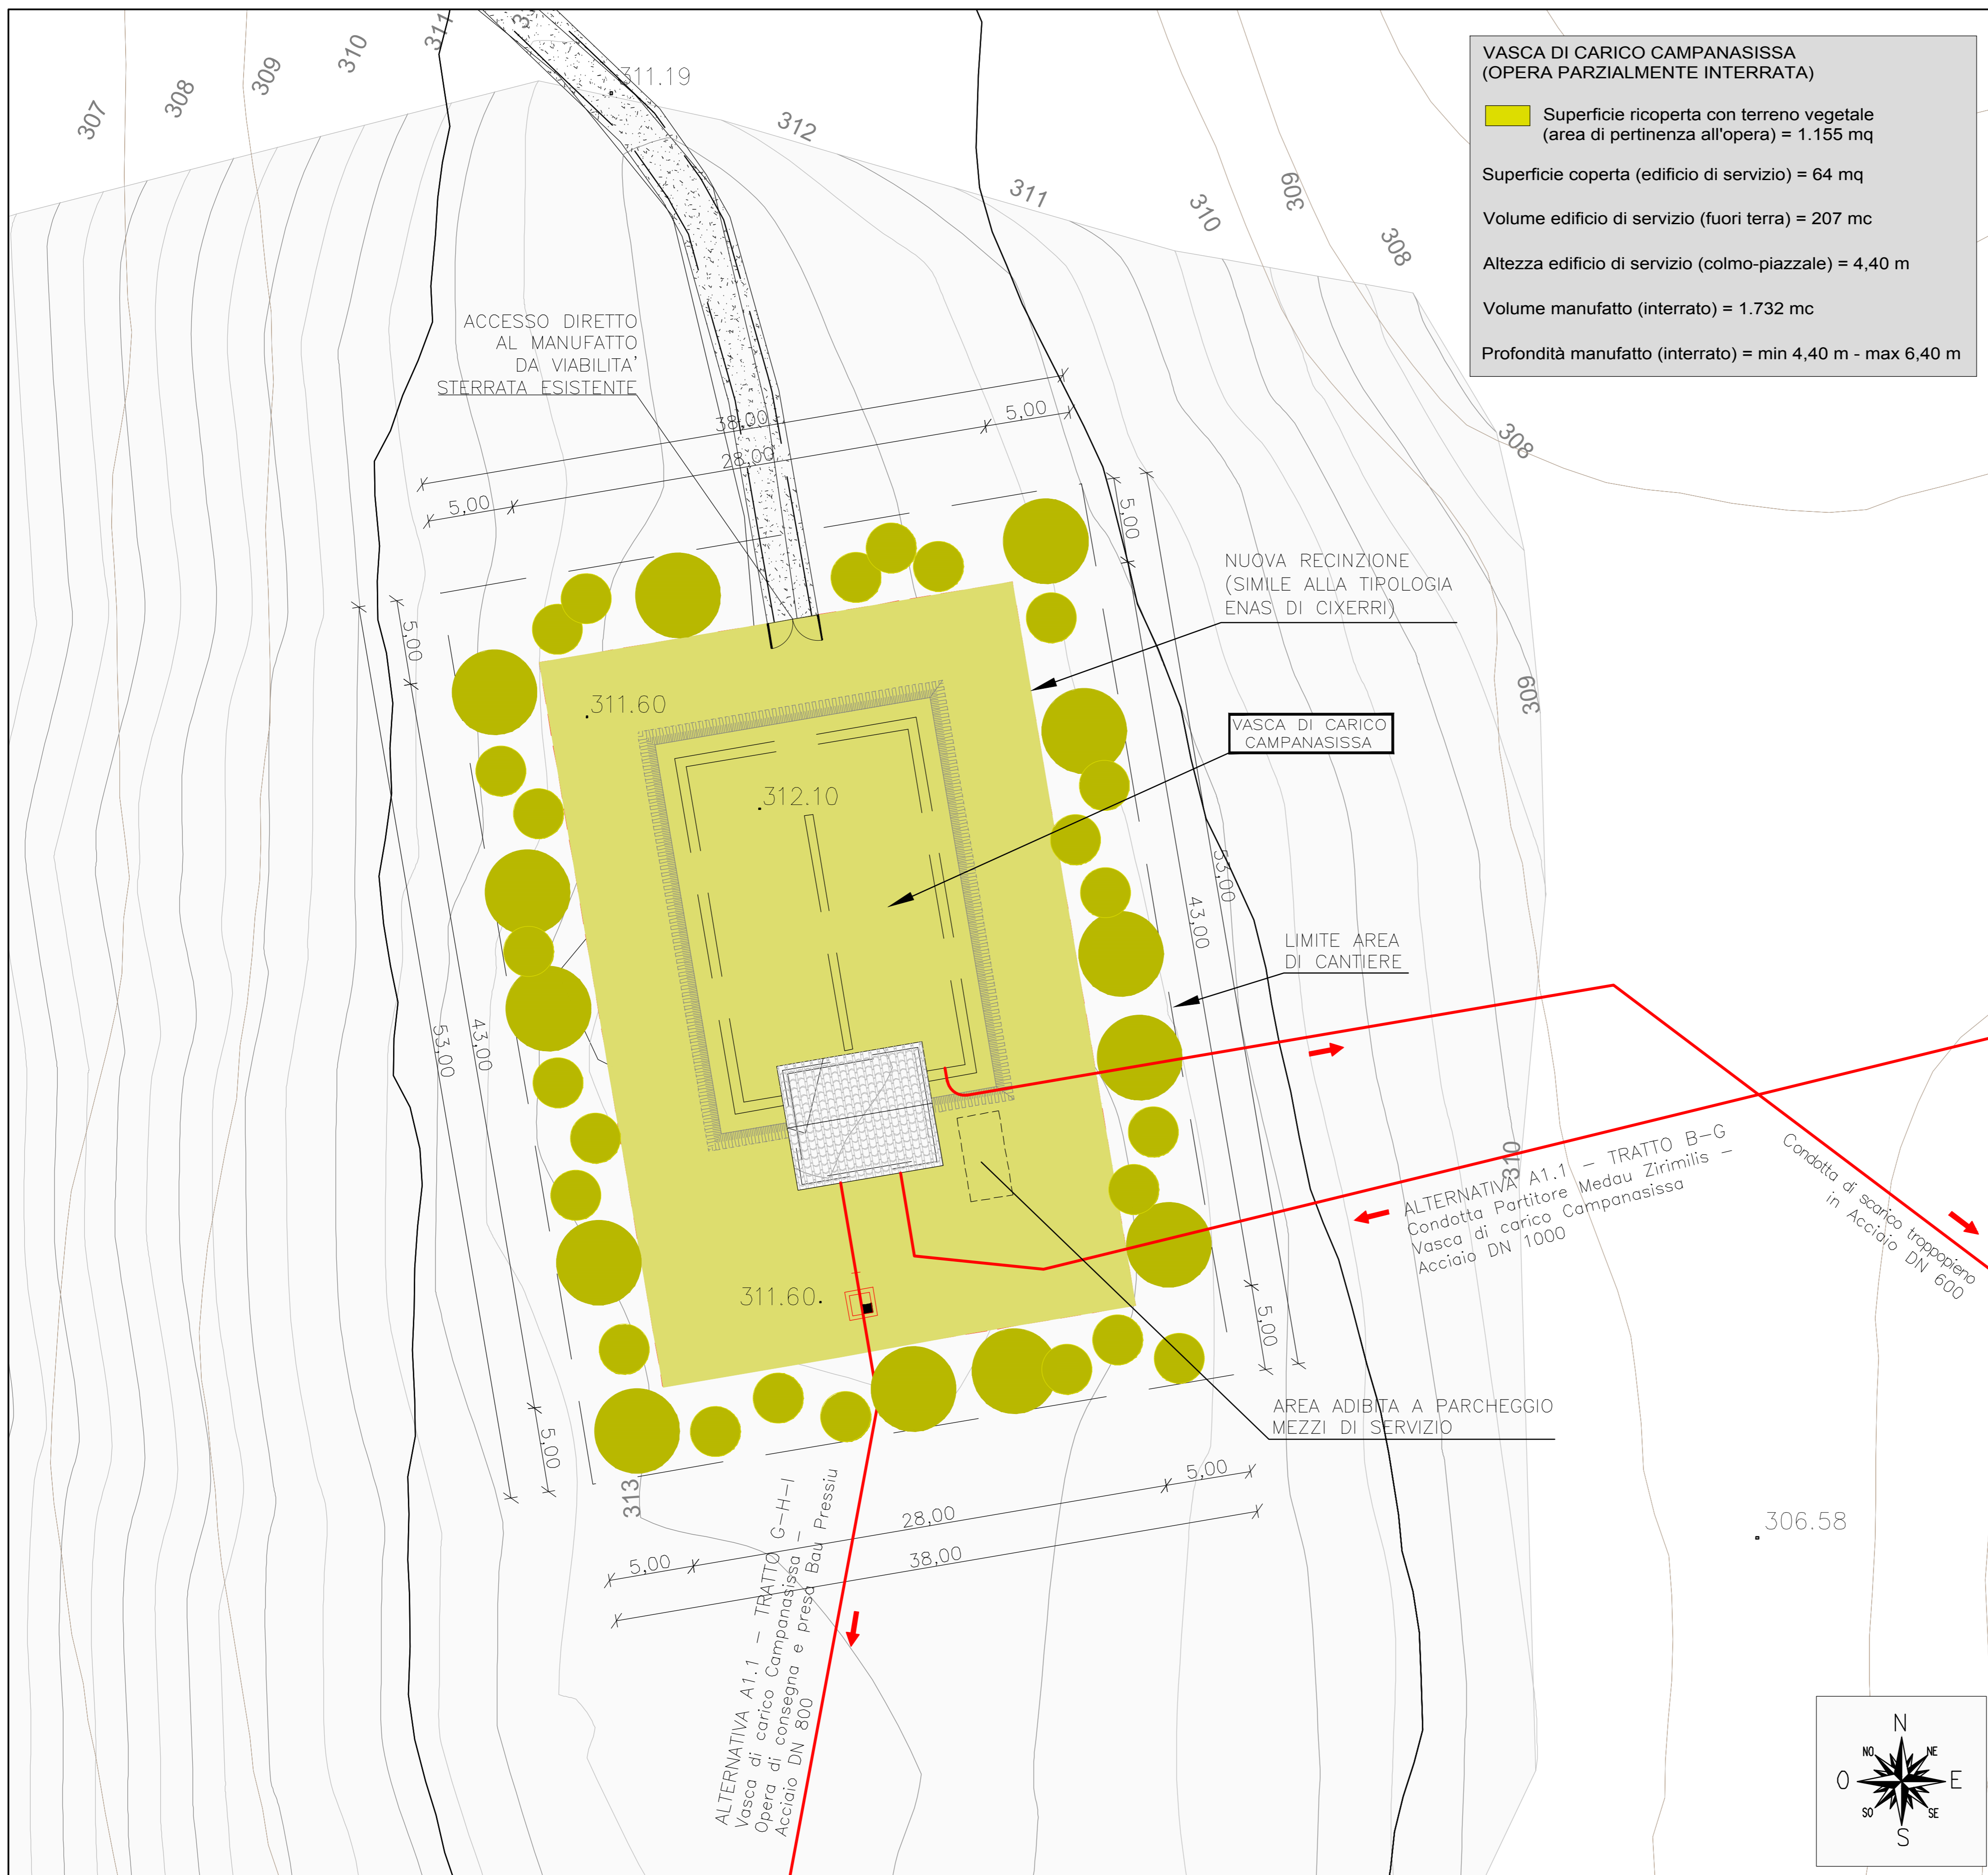 307
308
309
310
311
3
311.19
312
311
310
309
308
308
309
310
313
VASCA DI CARICO CAMPANASISSA
(OPERA PARZIALMENTE INTERRATA)
Superficie ricoperta con terreno vegetale
(area di pertinenza all'opera) = 1.155 mq
Superficie coperta (edificio di servizio) = 64 mq
Volume edificio di servizio (fuori terra) = 207 mc
Altezza edificio di servizio (colmo-piazzale) = 4,40 m
Volume manufatto (interrato) = 1.732 mc
Profondità manufatto (interrato) = min 4,40 m - max 6,40 m
ACCESSO DIRETTO
AL MANUFATTO
DA VIABILITA'
STERRATA ESISTENTE
38,00
5,00
28,00
5,00
5,00
5,00
NUOVA RECINZIONE
(SIMILE ALLA TIPOLOGIA
ENAS DI CIXERRI)
311.60
VASCA DI CARICO
CAMPANASISSA
312.10
53,00
43,00
LIMITE AREA
DI CANTIERE
53,00
43,00
ALTERNATIVA A1.1 – TRATTO B–G
Condotta Partitore Medau Zirimilis –
Vasca di carico Campanasissa
Acciaio DN 1000
Condotta di scarico troppopieno
in Acciaio DN 600
311.60
5,00
5,00
AREA ADIBITA A PARCHEGGIO
MEZZI DI SERVIZIO
5,00
28,00
5,00
38,00
306.58
ALTERNATIVA A1.1 – TRATTO G–H–I
Vasca di carico Campanasissa –
Opera di consegna e presa Bau Pressiu
Acciaio DN 800
N
NO
NE
O
E
SO
SE
S